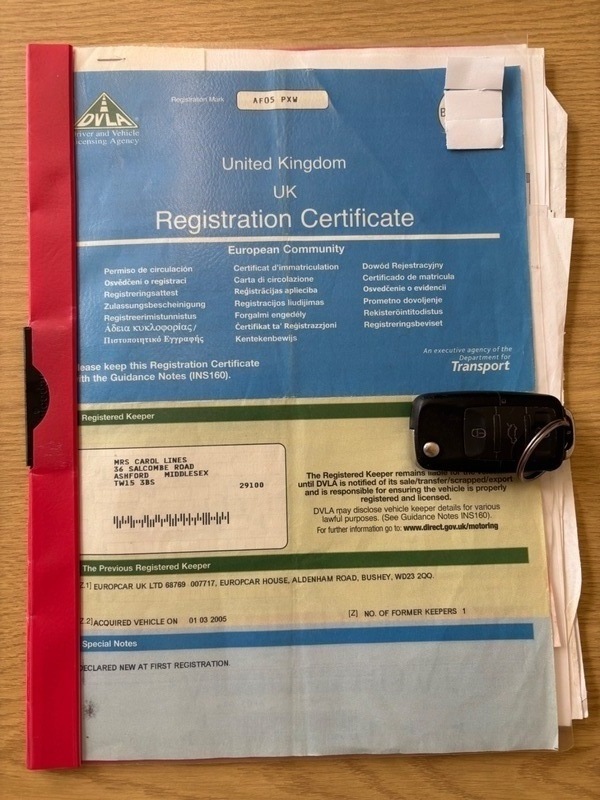 DVLA
river and Vehicle
icensing Agency
Registration Mark AF05 PXW
United Kingdom
UK
Registration Certificate
European Community
Permiso de circulación
Osvědčení o registraci
Registreringsattest
Zulassungsbescheinigung
Registreerimistunnistus
Άδεια κυκλοφορίας/
Πιστοποιητικό Εγγραφής
Certificat d'immatriculation
Carta di circolazione
Reģistrācijas apliecība
Registracijos liudijimas
Forgalmi engedély
Ċertifikat ta' Reġistrazzjoni
Kentekenbewijs
Dowód Rejestracyjny
Certificado de matrícula
Osvedčenie o evidencii
Prometno dovoljenje
Rekisteröintitodistus
Registreringsbeviset
lease keep this Registration Certificate
ith the Guidance Notes (INS160).
An executive agency of the
Department for
Transport
Registered Keeper
MRS CAROL LINES
36 SALCOMBE ROAD
ASHFORD MIDDLESEX
TW15 3BS 29100
The Registered Keeper remains liable for the
until DVLA is notified of its sale/transfer/scrapped/export
and is responsible for ensuring the vehicle is properly
registered and licensed.
DVLA may disclose vehicle keeper details for various
lawful purposes. (See Guidance Notes INS160).
For further information go to: www.direct.gov.uk/motoring
The Previous Registered Keeper
Z.1] EUROPCAR UK LTD 68769 007717, EUROPCAR HOUSE, ALDENHAM ROAD, BUSHEY, WD23 2QQ.
Z.2] ACQUIRED VEHICLE ON 01 03 2005
[Z] NO. OF FORMER KEEPERS 1
Special Notes
DECLARED NEW AT FIRST REGISTRATION.